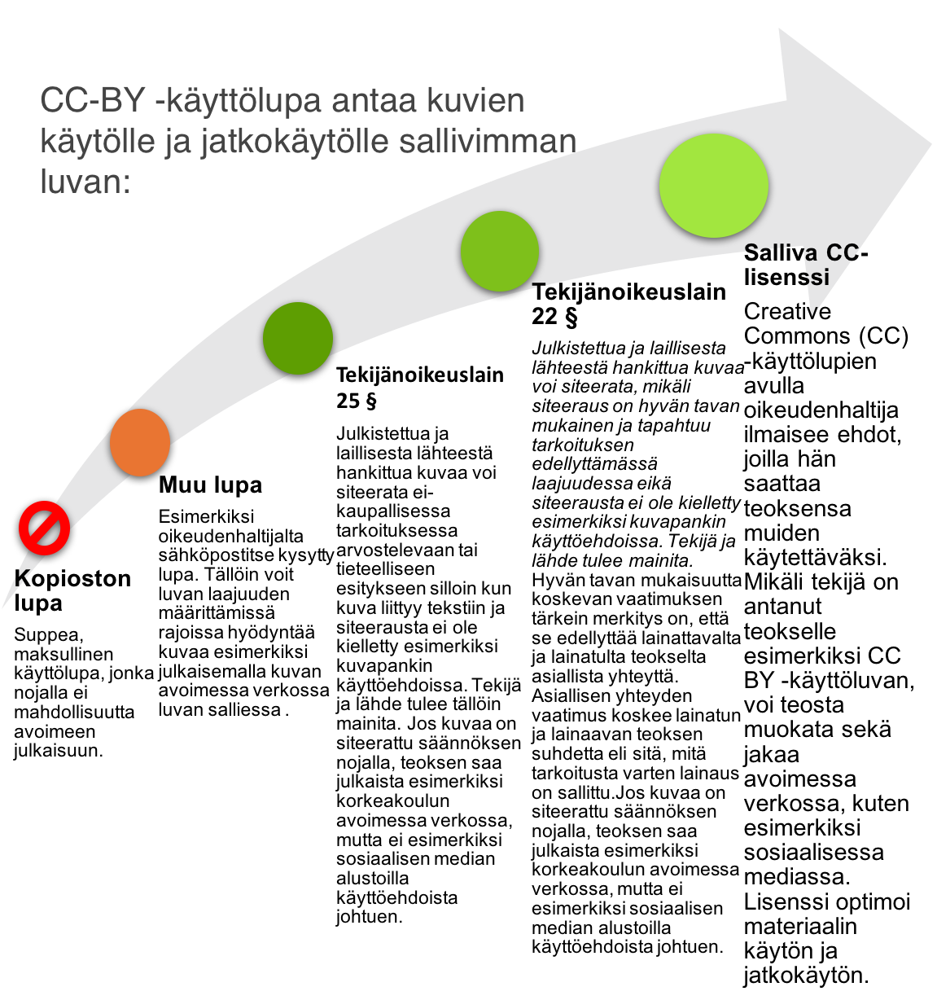 CC-BY -käyttölupa antaa kuvien
käytölle ja jatkokäytölle sallivimman
luvan:
Kopioston
lupa
Suppea,
maksullinen
käyttölupa, jonka
nojalla ei
mahdollisuutta
avoimeen
julkaisuun.
Muu lupa
Esimerkiksi
oikeudenhaltijalta
sähköpostitse kysytty
lupa. Tällöin voit
luvan laajuuden
määrittämissä
rajoissa hyödyntää
kuvaa esimerkiksi
julkaisemalla kuvan
avoimessa verkossa
luvan salliessa .
Tekijänoikeuslain
25 §
Julkistettua ja
laillisesta lähteestä
hankittua kuvaa voi
siteerata ei-
kaupallisessa
tarkoituksessa
arvostelevaan tai
tieteelliseen
esitykseen silloin kun
kuva liittyy tekstiin ja
siteerausta ei ole
kielletty esimerkiksi
kuvapankin
käyttöehdoissa. Tekijä
ja lähde tulee tällöin
mainita. Jos kuvaa on
siteerattu säännöksen
nojalla, teoksen saa
julkaista esimerkiksi
korkeakoulun
avoimessa verkossa,
mutta ei esimerkiksi
sosiaalisen median
alustoilla
käyttöehdoista
johtuen.
Tekijänoikeuslain
22 §
Julkistettua ja laillisesta
lähteestä hankittua kuvaa
voi siteerata, mikäli
siteeraus on hyvän tavan
mukainen ja tapahtuu
tarkoituksen
edellyttämässä
laajuudessa eikä
siteerausta ei ole kielletty
esimerkiksi kuvapankin
käyttöehdoissa. Tekijä ja
lähde tulee mainita.
Hyvän tavan mukaisuutta
koskevan vaatimuksen
tärkein merkitys on, että
se edellyttää lainattavalta
ja lainatulta teokselta
asiallista yhteyttä.
Asiallisen yhteyden
vaatimus koskee lainatun
ja lainaavan teoksen
suhdetta eli sitä, mitä
tarkoitusta varten lainaus
on sallittu.Jos kuvaa on
siteerattu säännöksen
nojalla, teoksen saa
julkaista esimerkiksi
korkeakoulun avoimessa
verkossa, mutta ei
esimerkiksi sosiaalisen
median alustoilla
käyttöehdoista johtuen.
Salliva CC-
lisenssi
Creative
Commons (CC)
-käyttölupien
avulla
oikeudenhaltija
ilmaisee ehdot,
joilla hän
saattaa
teoksensa
muiden
käytettäväksi.
Mikäli tekijä on
antanut
teokselle
esimerkiksi CC
BY -käyttöluvan,
voi teosta
muokata sekä
jakaa
avoimessa
verkossa, kuten
esimerkiksi
sosiaalisessa
mediassa.
Lisenssi optimoi
materiaalin
käytön ja
jatkokäytön.